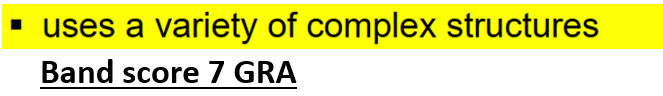 ▪ uses a variety of complex structures
Band score 7 GRA